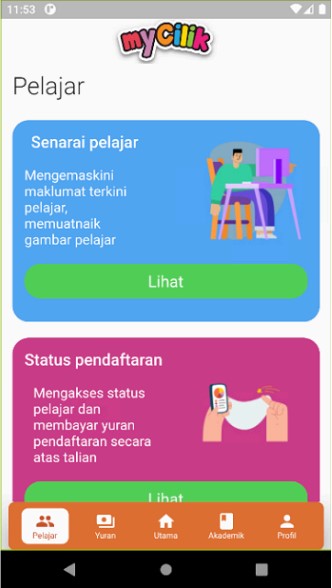 11:53
myCilik
Pelajar
Senarai pelajar
Mengemaskini
maklumat terkini
pelajar,
memuatnaik
gambar pelajar
Lihat
Status pendaftaran
Mengakses status
pelajar dan
membayar yuran
pendaftaran secara
atas talian
Lihat
Pelajar
Yuran
Utama
Akademik
Profil